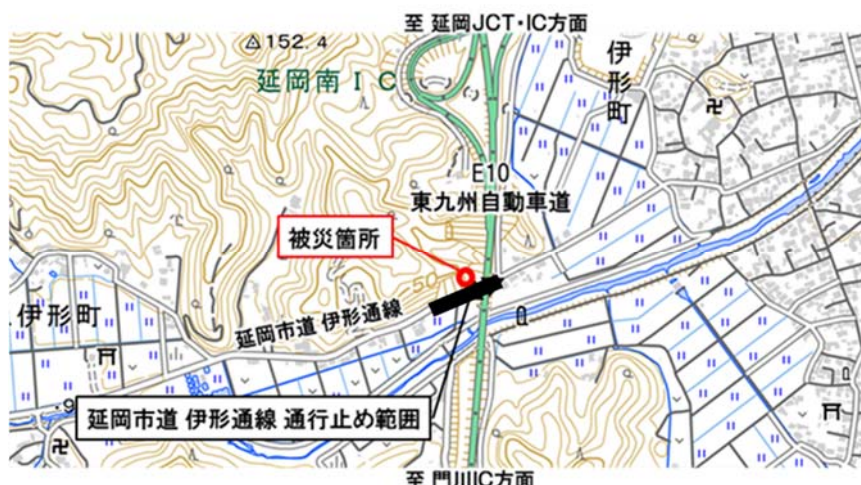 至 延岡JCT・IC方面
152.4
延岡南IC
伊形町
E10
東九州自動車道
被災箇所
50
延岡市道 伊形通線
伊形町
延岡市道 伊形通線 通行止め範囲
至 門川IC方面